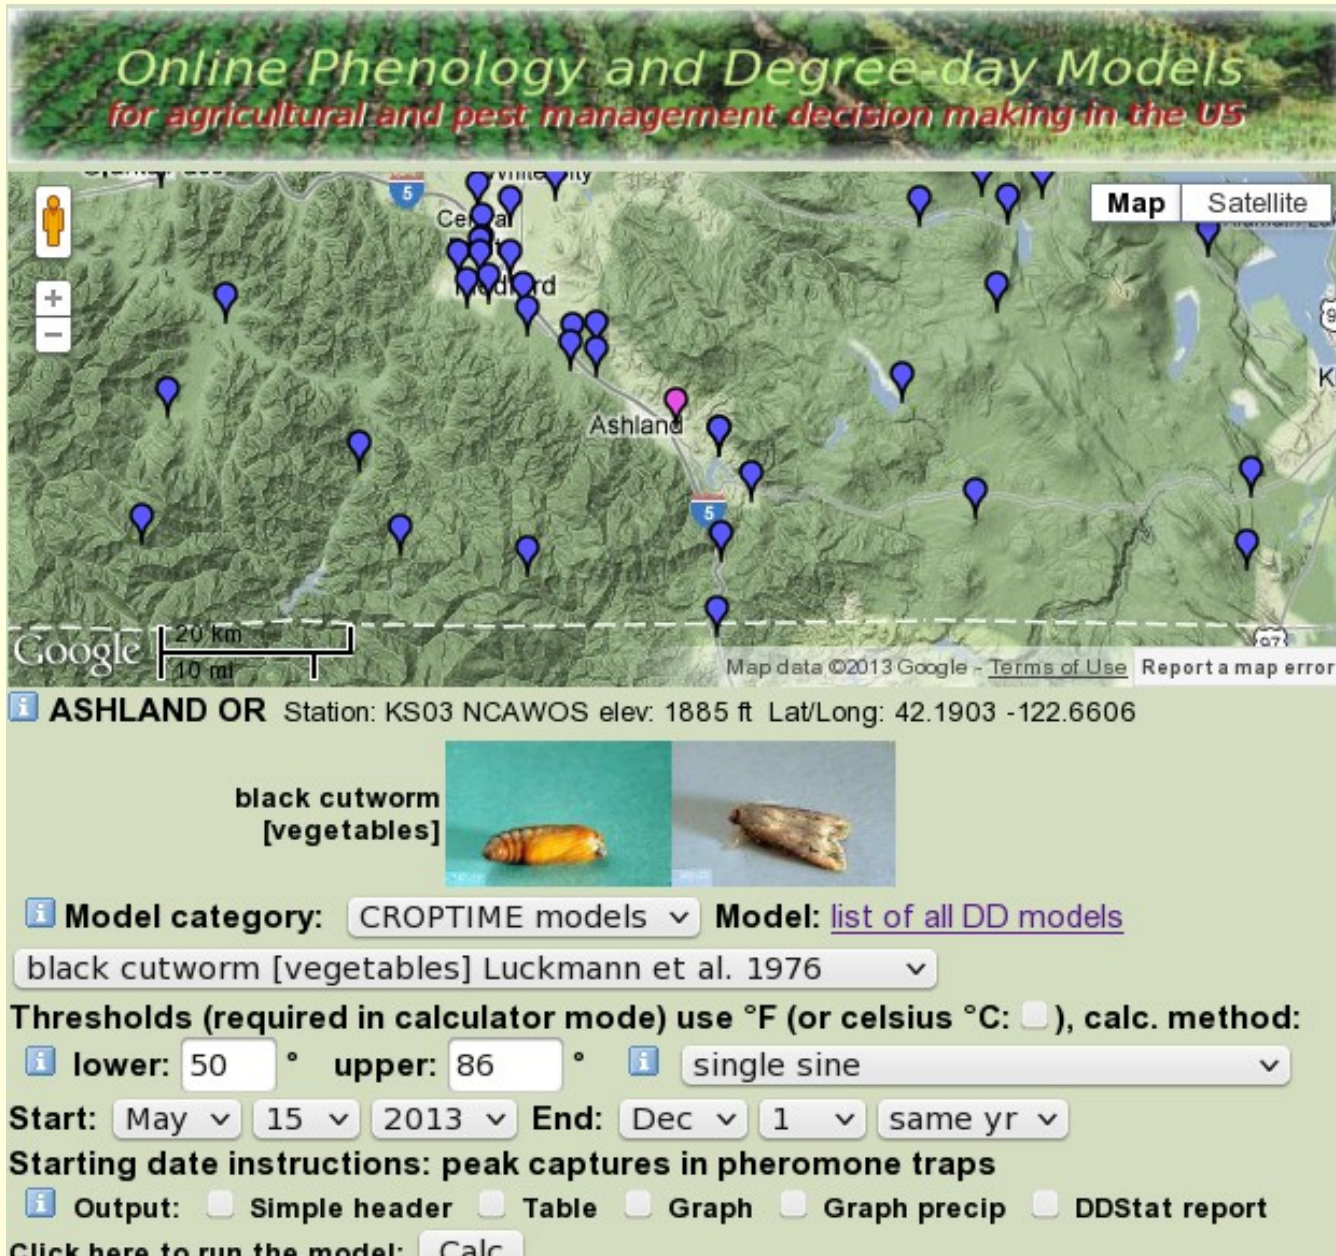 Online Phenology and Degree-day Models
for agricultural and pest management decision making in the US
5
Map Satellite
Medford
Ashland
5
97
Google
20 km
10 mi
Map data ©2013 Google - Terms of Use Report a map error
ASHLAND OR Station: KS03 NCAWOS elev: 1885 ft Lat/Long: 42.1903 -122.6606
black cutworm
[vegetables]
Model category: CROPTIME models Model: list of all DD models
black cutworm [vegetables] Luckmann et al. 1976
Thresholds (required in calculator mode) use °F (or celsius °C: ), calc. method:
lower: 50 ° upper: 86 ° single sine
Start: May 15 2013 End: Dec 1 same yr
Starting date instructions: peak captures in pheromone traps
Output: Simple header Table Graph Graph precip DDStat report
Click here to run the model: Calc